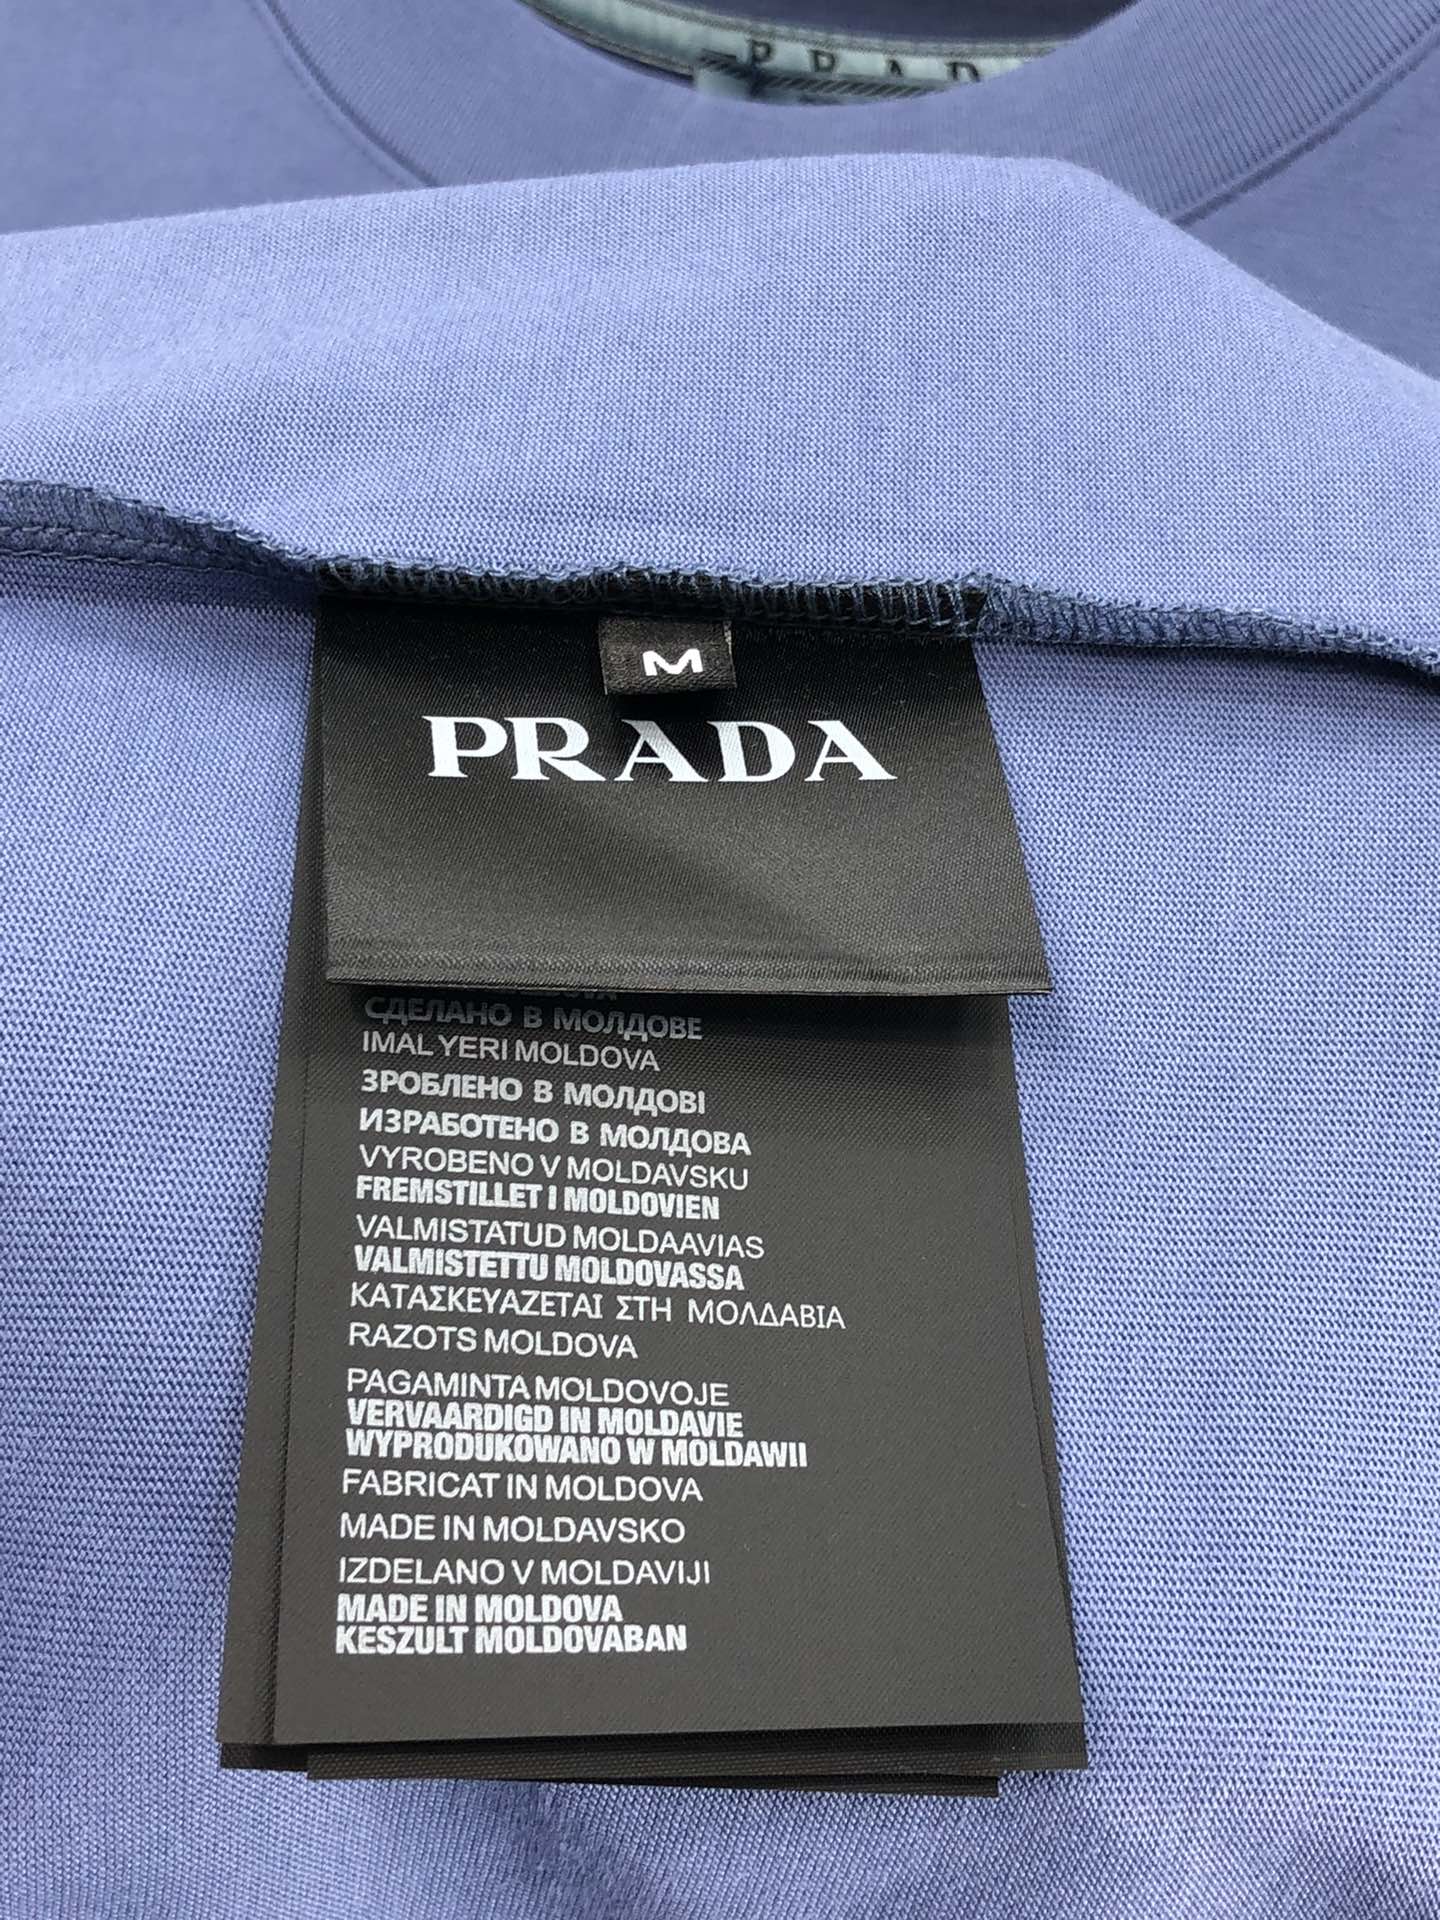 PRAD
M
PRADA
СДЕЛАНО В МОЛДОВЕ
IMAL YERI MOLDOVA
ЗРОБЛЕНО В МОЛДОВІ
ИЗРАБОТЕНО В МОЛДОВА
VYROBENO V MOLDAVSKU
FREMSTILLET I MOLDOVIEN
VALMISTATUD MOLDAAVIAS
VALMISTETTU MOLDOVASSA
ΚΑΤΑΣΚΕΥΑΖΕΤΑΙ ΣΤΗ ΜΟΛΔΑΒΙΑ
RAZOTS MOLDOVA
PAGAMINTA MOLDOVOJE
VERVAARDIGD IN MOLDAVIE
WYPRODUKOWANO W MOLDAWII
FABRICAT IN MOLDOVA
MADE IN MOLDAVSKO
IZDELANO V MOLDAVIJI
MADE IN MOLDOVA
KESZULT MOLDOVABAN